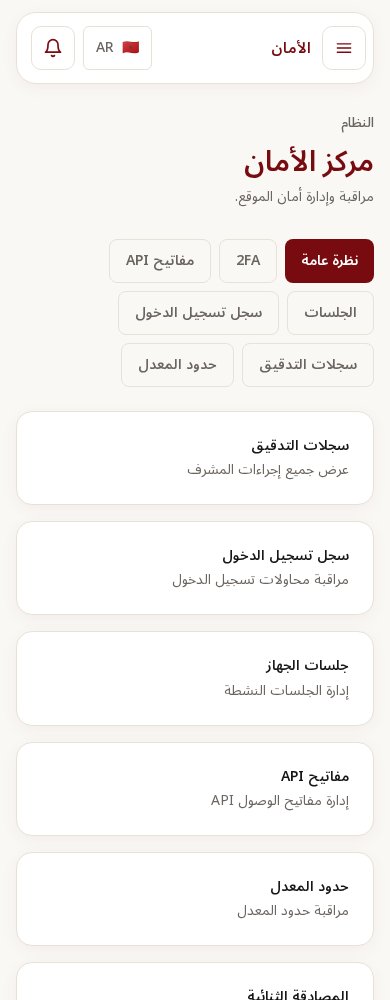 الأمان
AR
النظام
مركز الأمان
مراقبة وإدارة أمان الموقع.
نظرة عامة
2FA
مفاتيح API
الجلسات
سجل تسجيل الدخول
سجلات التدقيق
حدود المعدل
سجلات التدقيق
عرض جميع إجراءات المشرف
سجل تسجيل الدخول
مراقبة محاولات تسجيل الدخول
جلسات الجهاز
إدارة الجلسات النشطة
مفاتيح API
إدارة مفاتيح الوصول API
حدود المعدل
مراقبة حدود المعدل
المصادقة الثنائية